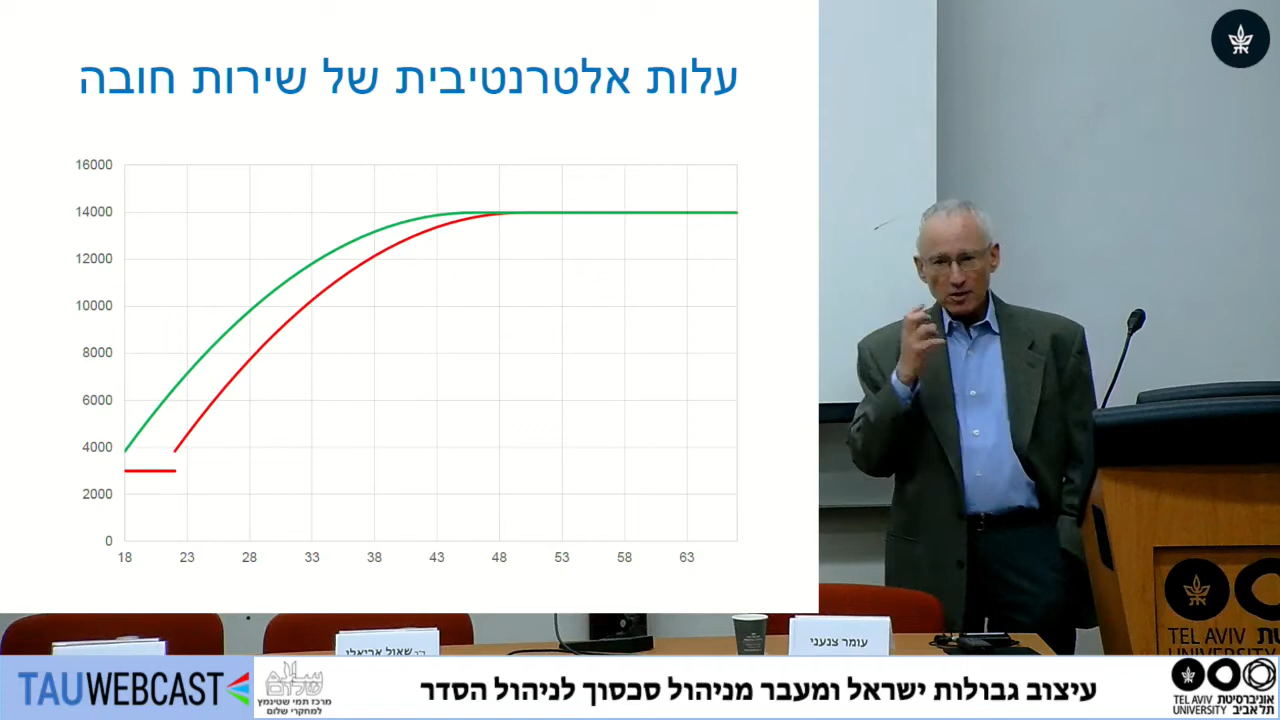 עלות אלטרנטיבית של שירות חובה
16000
14000
12000
10000
8000
6000
4000
2000
0
18 23 28 33 38 43 48 53 58 63
ד"ר שאול אריאלי
עומר צנעני
TEL AVIV
UNIVERSITY
TAUWEBCAST
מרכז תמי שטינמץ
למחקרי שלום
עיצוב גבולות ישראל ומעבר מניהול סכסוך לניהול הסדר
TEL AVIV UNIVERSITY
אוניברסיטת תל אביב